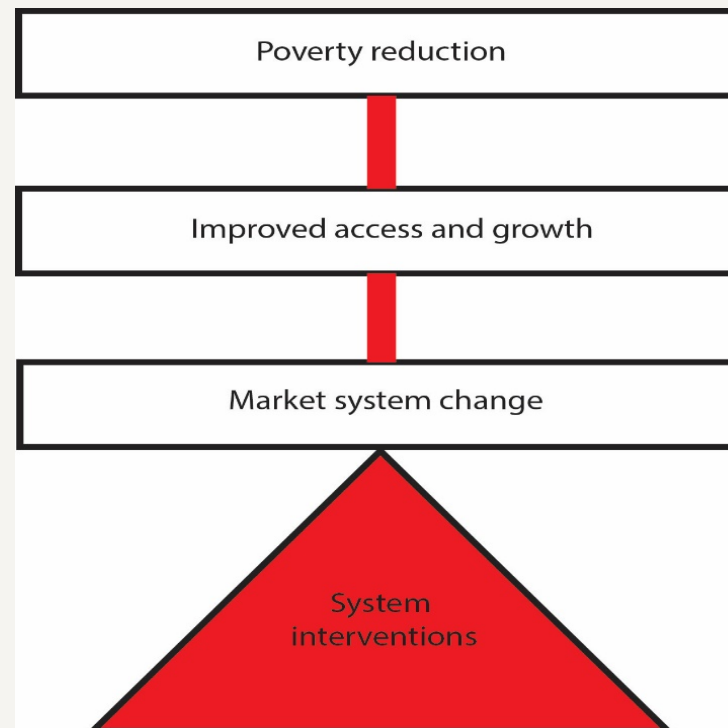 Poverty reduction
Improved access and growth
Market system change
System
interventions